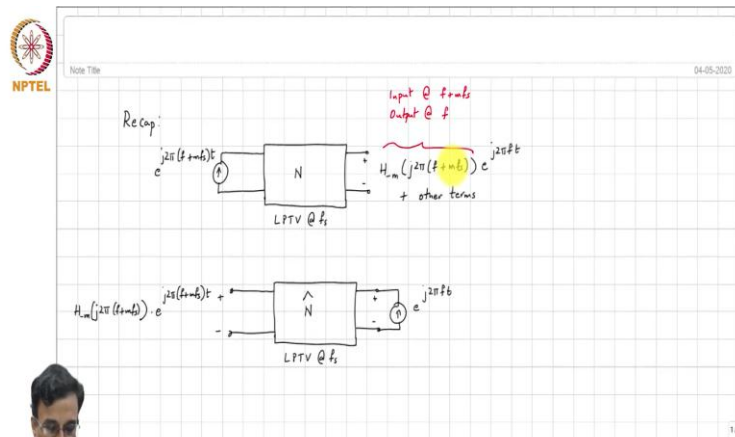 NPTEL
Note Title
04-05-2020
Input @ f+mfs
Output @ f
Recap:
e^{j2π(f+mfs)t}
N
+
-
H_{-m}(j2π(f+mfs)) e^{j2πft}
+ other terms
LPTV @ fs
H_{-m}(j2π(f+mfs)) · e^{j2π(f+mfs)t}
+
-
N̂
+
-
e^{j2πft}
LPTV @ fs